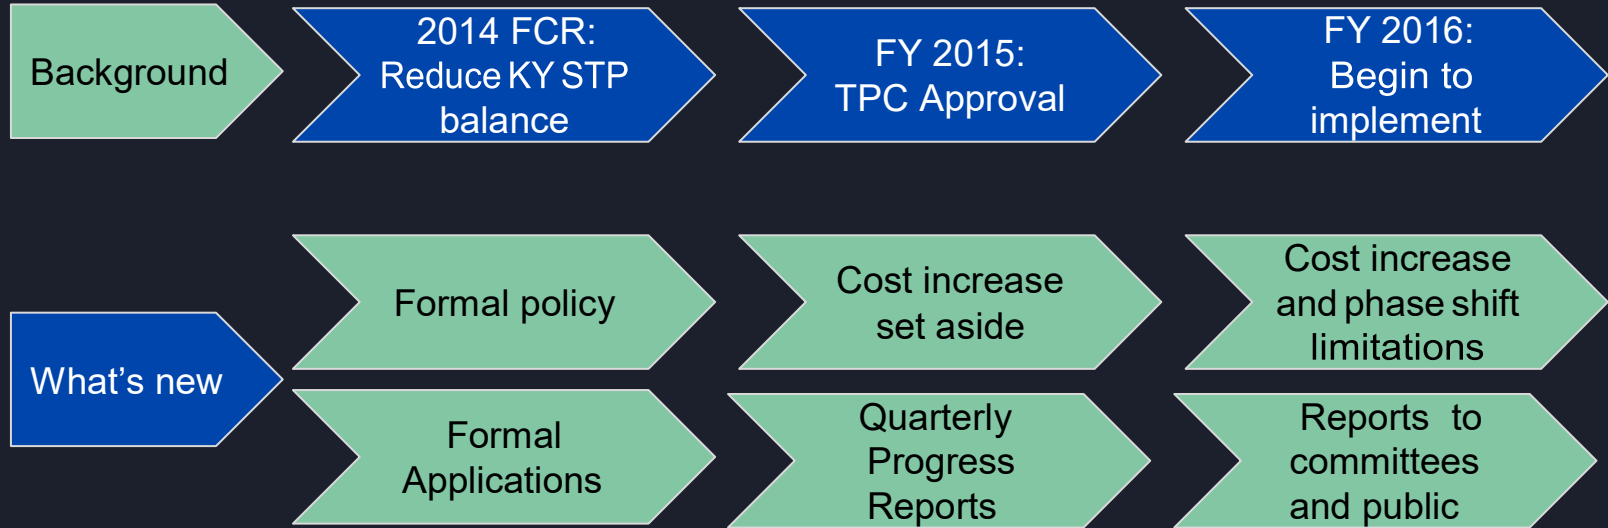 Background
2014 FCR:
Reduce KY STP
balance
FY 2015:
TPC Approval
FY 2016:
Begin to
implement
What’s new
Formal policy
Cost increase
set aside
Cost increase
and phase shift
limitations
Formal
Applications
Quarterly
Progress
Reports
Reports to
committees
and public